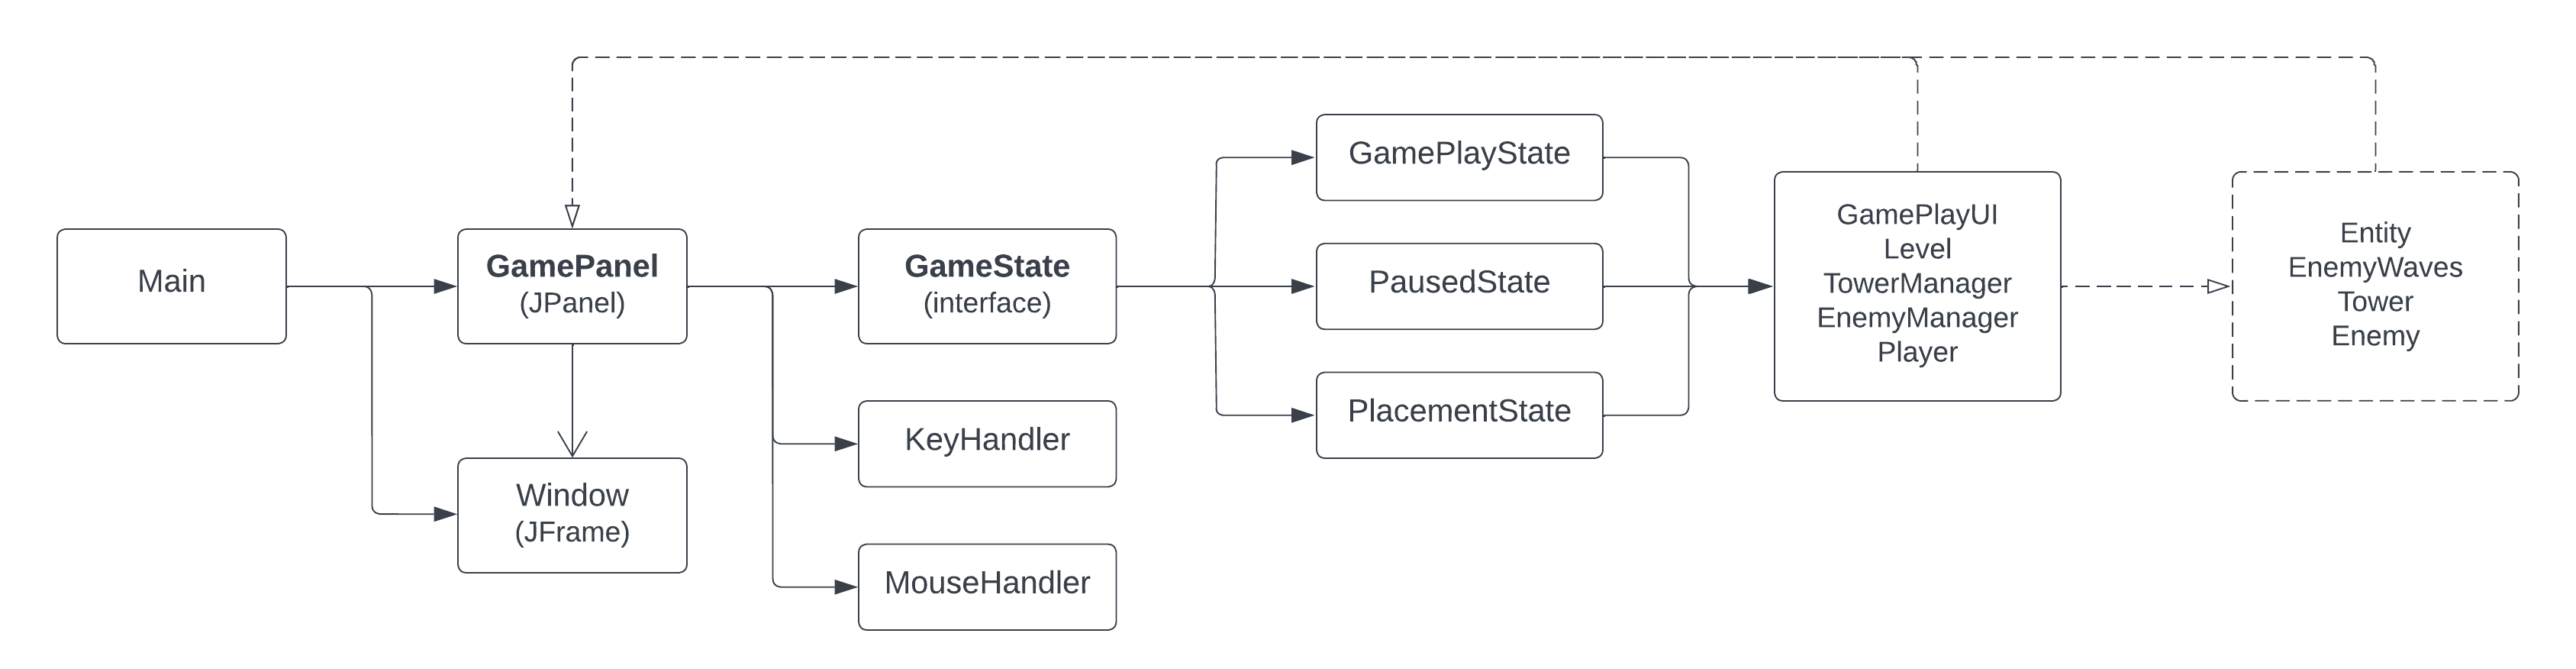 Main
GamePanel
(JPanel)
Window
(JFrame)
GameState
(interface)
KeyHandler
MouseHandler
GamePlayState
PausedState
PlacementState
GamePlayUI
Level
TowerManager
EnemyManager
Player
Entity
EnemyWaves
Tower
Enemy